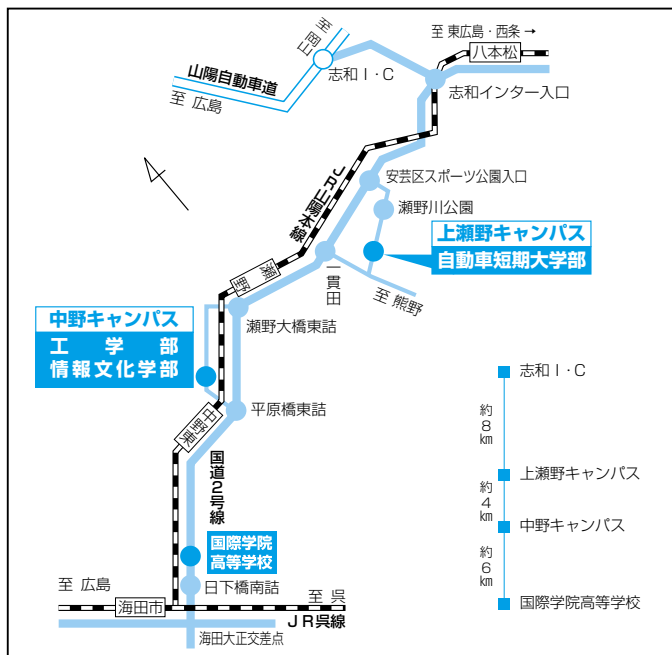 至 東広島・西条 →
八本松
至 山岡
志和Ⅰ・C
山陽自動車道
至 広島
志和インター入口
安芸区スポーツ公園入口
JR山陽本線
瀬野川公園
上瀬野キャンパス
自動車短期大学部
一貫田
至 熊野
瀬野
中野キャンパス
工学部
情報文化学部
瀬野大橋東詰
平原橋東詰
中野東
国道2号線
国際学院
高等学校
日下橋南詰
至 広島
海田市
至 呉
JR呉線
海田大正交差点
志和Ⅰ・C
約8km
上瀬野キャンパス
約4km
中野キャンパス
約6km
国際学院高等学校